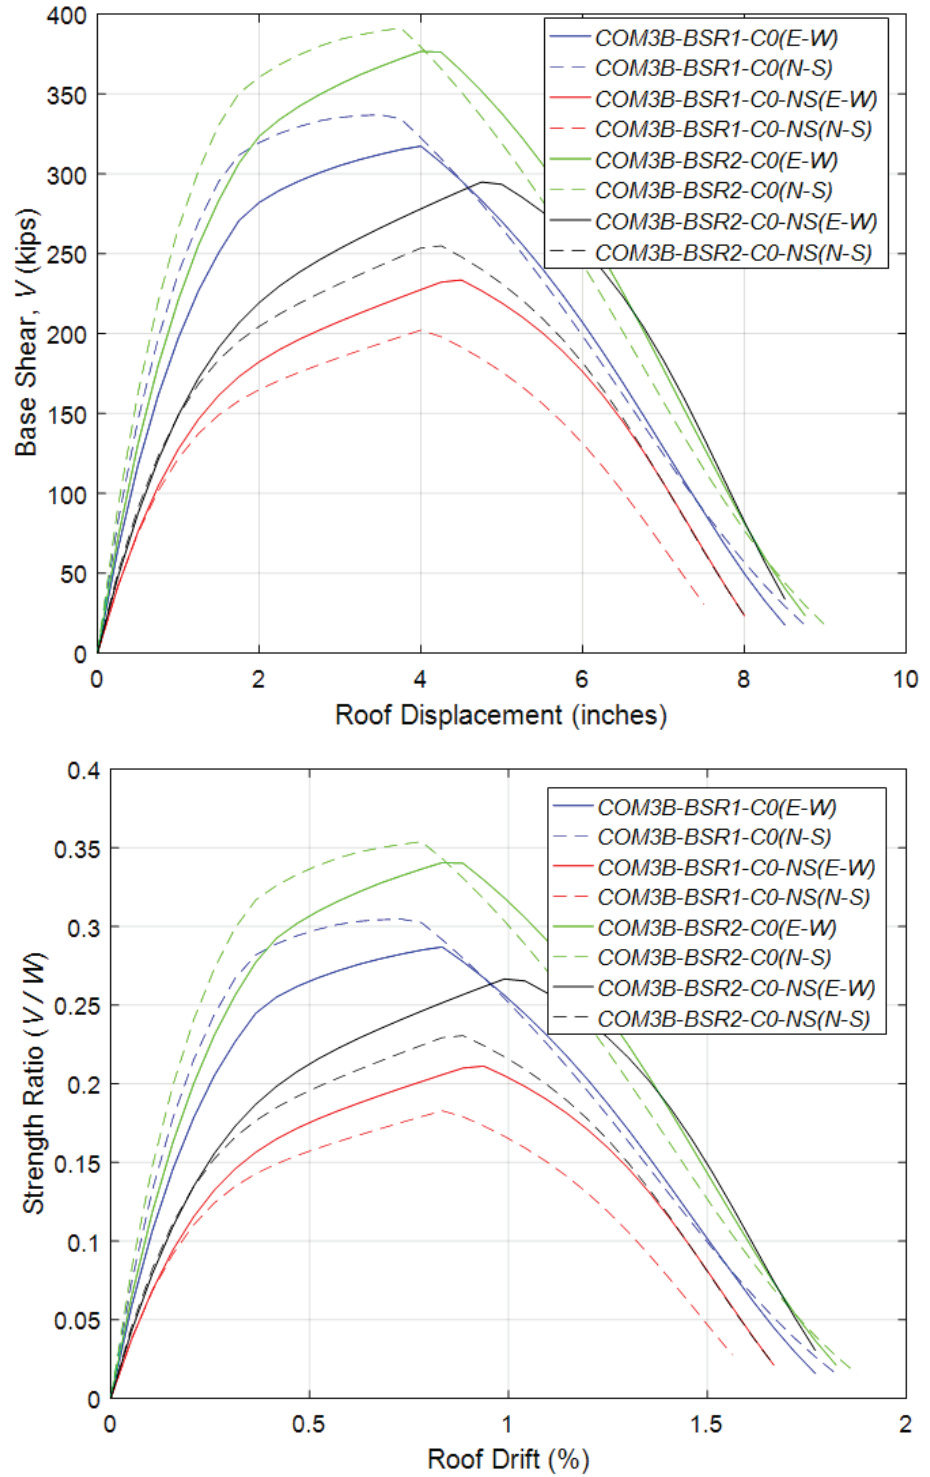 400
350
300
250
200
150
100
50
0
Base Shear, V (kips)
COM3B-BSR1-C0(E-W)
COM3B-BSR1-C0(N-S)
COM3B-BSR1-C0-NS(E-W)
COM3B-BSR1-C0-NS(N-S)
COM3B-BSR2-C0(E-W)
COM3B-BSR2-C0(N-S)
COM3B-BSR2-C0-NS(E-W)
COM3B-BSR2-C0-NS(N-S)
0 2 4 6 8 10
Roof Displacement (inches)
0.4
0.35
0.3
0.25
0.2
0.15
0.1
0.05
0
Strength Ratio (V / W)
COM3B-BSR1-C0(E-W)
COM3B-BSR1-C0(N-S)
COM3B-BSR1-C0-NS(E-W)
COM3B-BSR1-C0-NS(N-S)
COM3B-BSR2-C0(E-W)
COM3B-BSR2-C0(N-S)
COM3B-BSR2-C0-NS(E-W)
COM3B-BSR2-C0-NS(N-S)
0 0.5 1 1.5 2
Roof Drift (%)